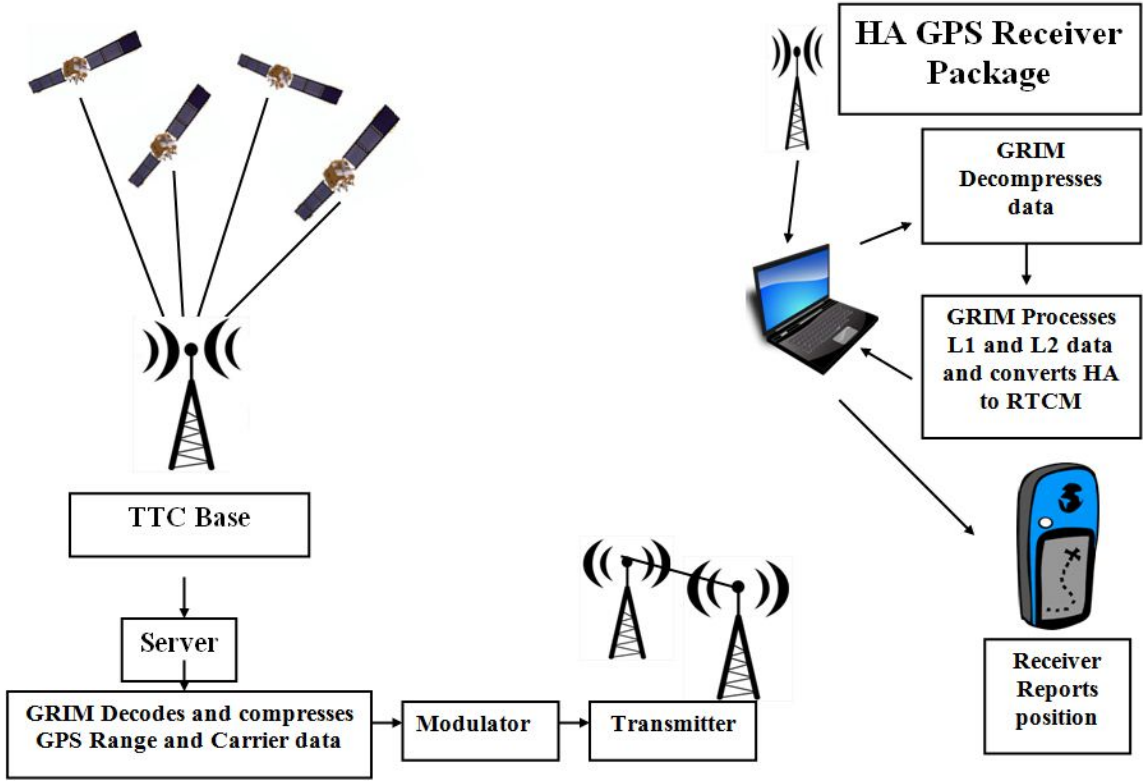 HA GPS Receiver
Package
GRIM
Decompresses
data
GRIM Processes
L1 and L2 data
and converts HA
to RTCM
TTC Base
Server
GRIM Decodes and compresses
GPS Range and Carrier data
Modulator
Transmitter
Receiver
Reports
position